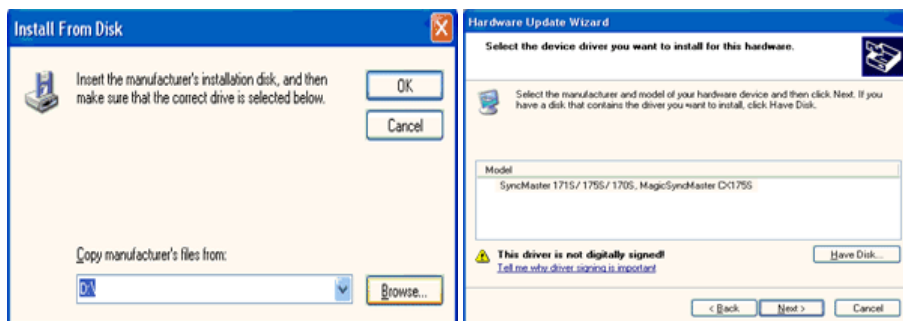 Install From Disk
Insert the manufacturer's installation disk, and then
make sure that the correct drive is selected below.
OK
Cancel
Copy manufacturer's files from:
D:\
Browse...
Hardware Update Wizard
Select the device driver you want to install for this hardware.
Select the manufacturer and model of your hardware device and then click Next. If you
have a disk that contains the driver you want to install, click Have Disk.
Model
SyncMaster 171S/ 175S/ 170S, MagicSyncMaster CX175S
This driver is not digitally signed!
Tell me why driver signing is important
Have Disk...
< Back
Next >
Cancel